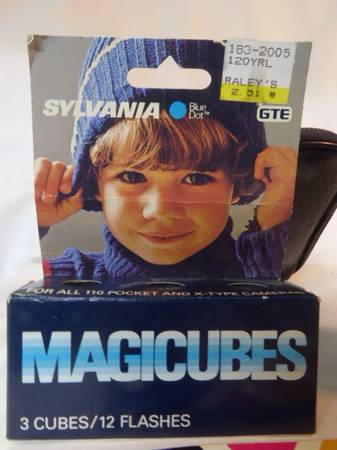 183-2005
120YRL
RALEY'S
2.51 #
SYLVANIA Blue Dot™
GTE
FOR ALL 110 POCKET AND X-TYPE CAMERAS
MAGICUBES
3 CUBES/12 FLASHES